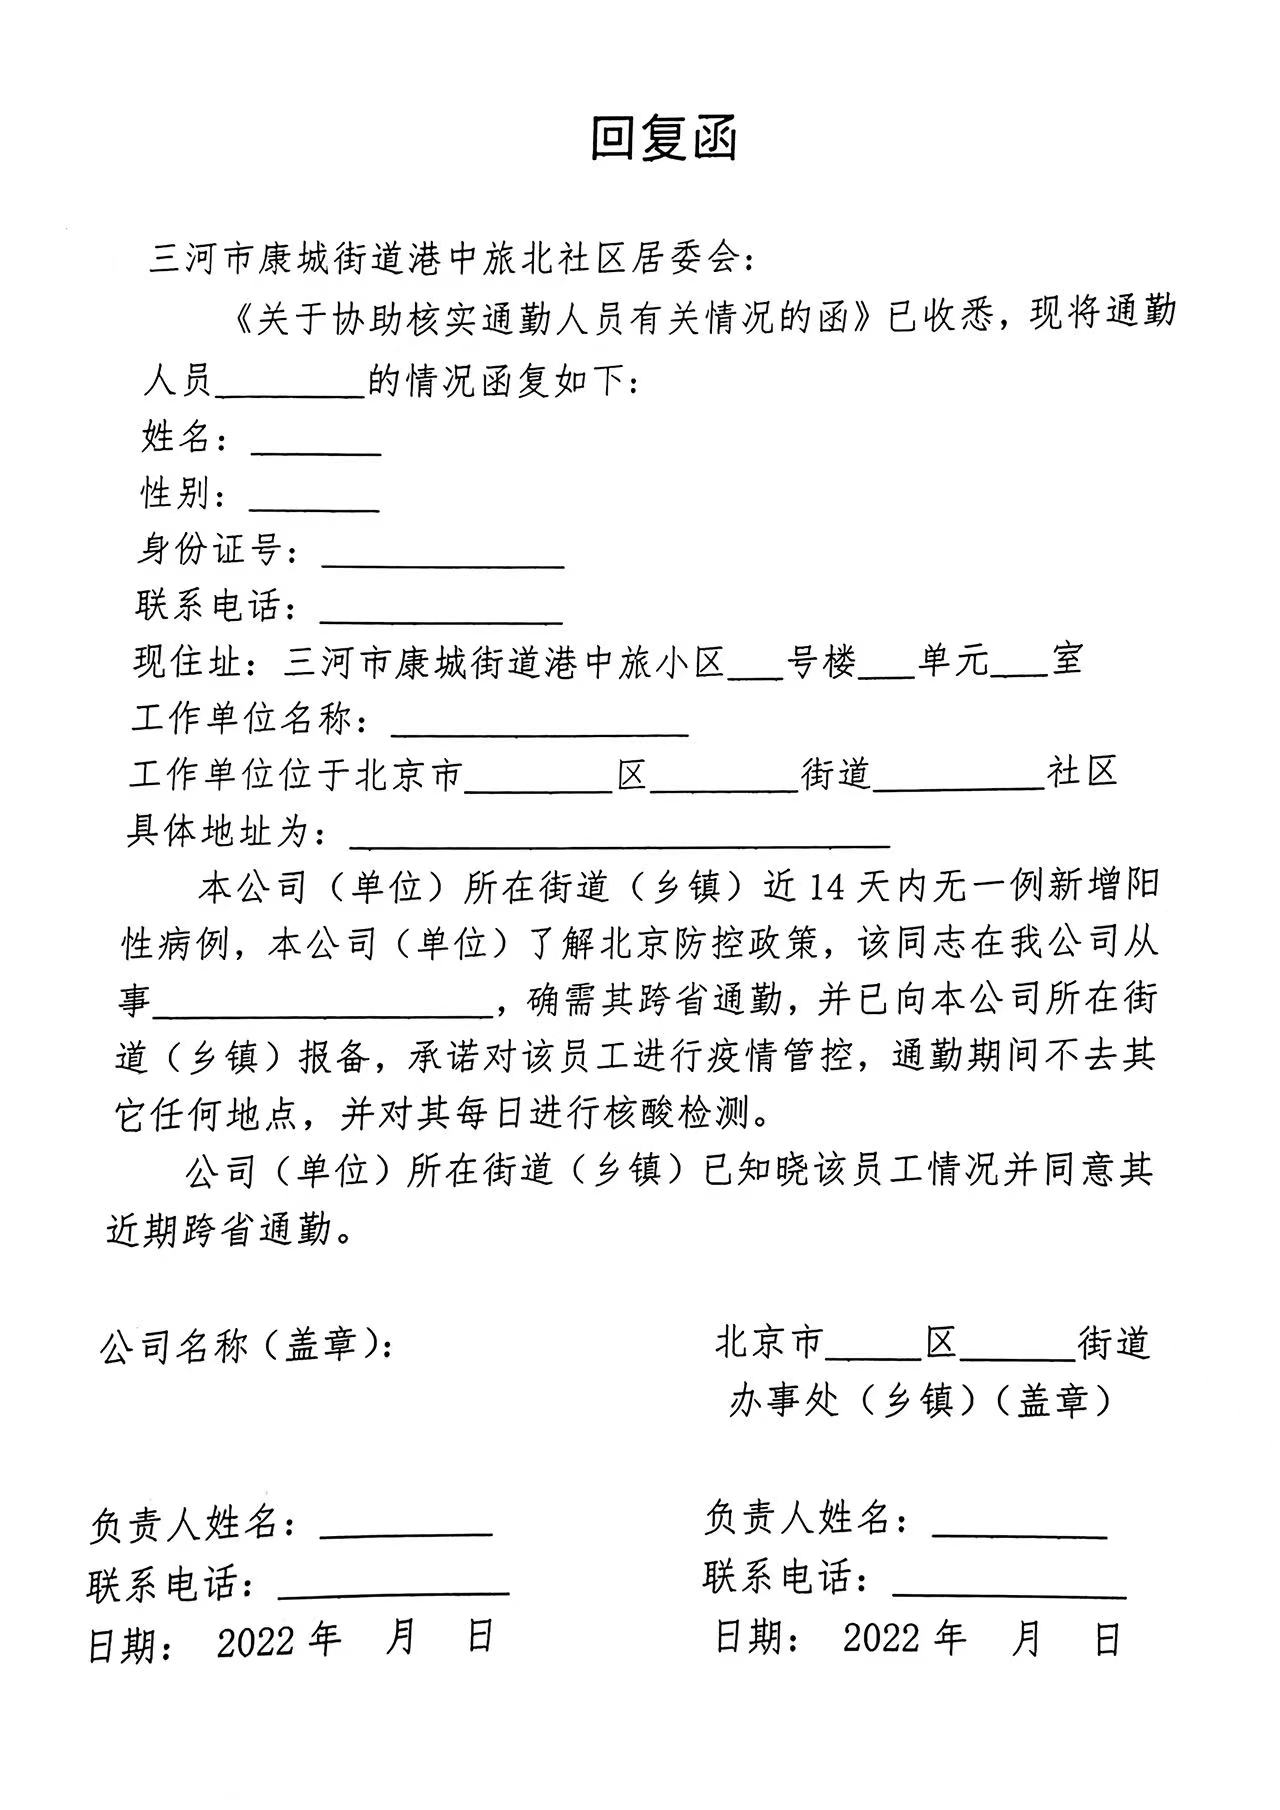 回复函
三河市康城街道港中旅北社区居委会：
《关于协助核实通勤人员有关情况的函》已收悉，现将通勤
人员________的情况函复如下：
姓名：_______
性别：_______
身份证号：_____________
联系电话：_____________
现住址：三河市康城街道港中旅小区___号楼___单元___室
工作单位名称：________________
工作单位位于北京市________区________街道_________社区
具体地址为：_____________________________
本公司（单位）所在街道（乡镇）近14天内无一例新增阳
性病例，本公司（单位）了解北京防控政策，该同志在我公司从
事__________________，确需其跨省通勤，并已向本公司所在街
道（乡镇）报备，承诺对该员工进行疫情管控，通勤期间不去其
它任何地点，并对其每日进行核酸检测。
公司（单位）所在街道（乡镇）已知晓该员工情况并同意其
近期跨省通勤。
公司名称（盖章）：
北京市_____区______街道
办事处（乡镇）（盖章）
负责人姓名：_________
联系电话：____________
日期： 2022年 月 日
负责人姓名：_________
联系电话：____________
日期： 2022年 月 日